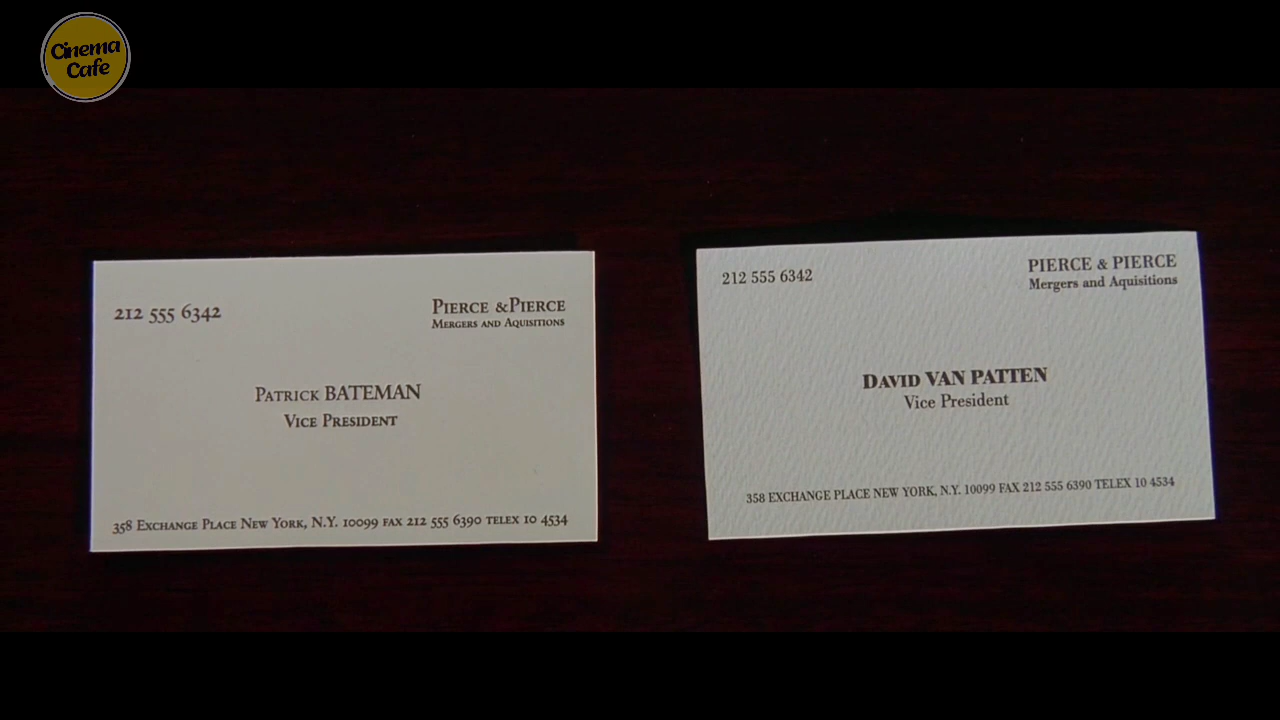 Cinema
Cafe
212 555 6342
Pierce &Pierce
Mergers and Aquisitions
Patrick BATEMAN
Vice President
358 Exchange Place New York, N.Y. 10099 fax 212 555 6390 telex 10 4534
212 555 6342
PIERCE & PIERCE
Mergers and Aquisitions
David VAN PATTEN
Vice President
358 EXCHANGE PLACE NEW YORK, N.Y. 10099 FAX 212 555 6390 TELEX 10 4534